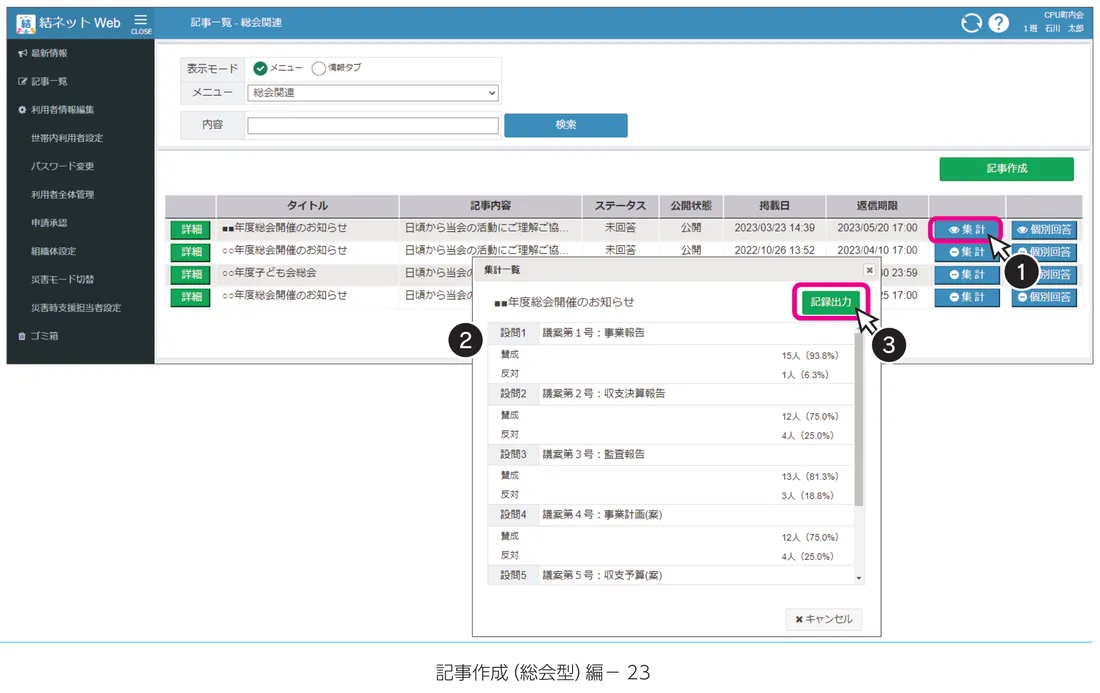 結 結ネット Web CLOSE 記事一覧 - 総会関連 ? CPU町内会
1班 石川 太郎
最新情報
記事一覧
利用者情報編集
世帯内利用者設定
パスワード変更
利用者全体管理
申請承認
組織体設定
災害モード切替
災害時支援担当者設定
ゴミ箱
表示モード メニュー 情報タブ
メニュー 総会関連
内容 検索
記事作成
タイトル 記事内容 ステータス 公開状態 掲載日 返信期限
詳細 ■■年度総会開催のお知らせ 日頃から当会の活動にご理解ご協... 未回答 公開 2023/03/23 14:39 2023/05/20 17:00 集計 個別回答
詳細 ○○年度総会開催のお知らせ 日頃から当会の活動にご理解ご協... 未回答 公開 2022/10/26 13:52 2023/04/10 17:00 集計 個別回答
詳細 ○○年度子ども総会 日頃から当会の 30 23:59 集計 回答
詳細 ○○年度総会開催のお知らせ 日頃から当会の 25 17:00 集計 個別回答
1
集計一覧
■■年度総会開催のお知らせ 記録出力
2
3
設問1 議案第1号：事業報告
賛成 15人（93.8%）
反対 1人（6.3%）
設問2 議案第2号：収支決算報告
賛成 12人（75.0%）
反対 4人（25.0%）
設問3 議案第3号：監査報告
賛成 13人（81.3%）
反対 3人（18.8%）
設問4 議案第4号：事業計画(案)
賛成 12人（75.0%）
反対 4人（25.0%）
設問5 議案第5号：収支予算(案)
キャンセル
記事作成（総会型）編－ 23